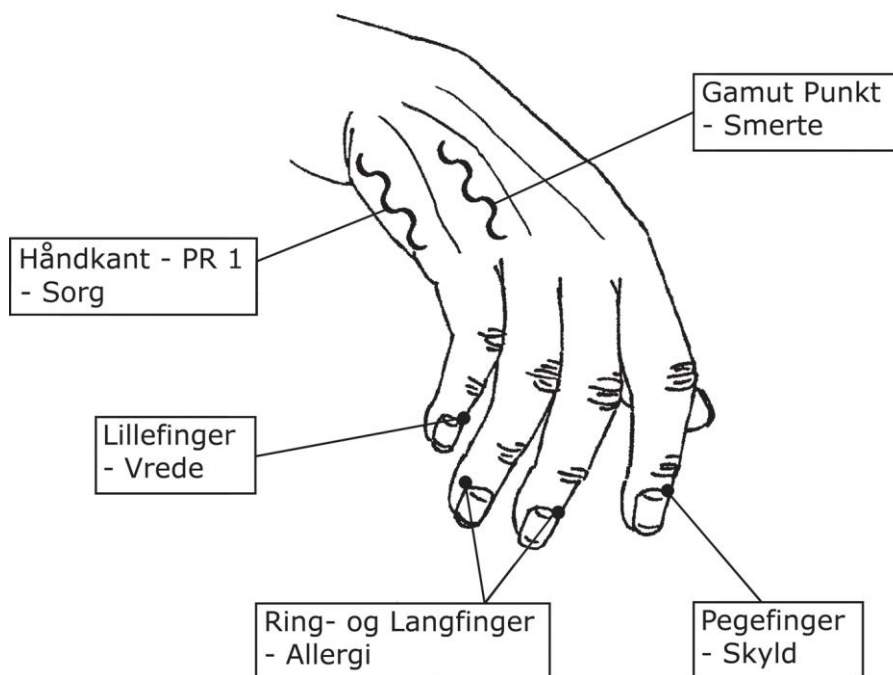 Gamut Punkt
- Smerte
Håndkant - PR 1
- Sorg
Lillefinger
- Vrede
Ring- og Langfinger
- Allergi
Pegefinger
- Skyld